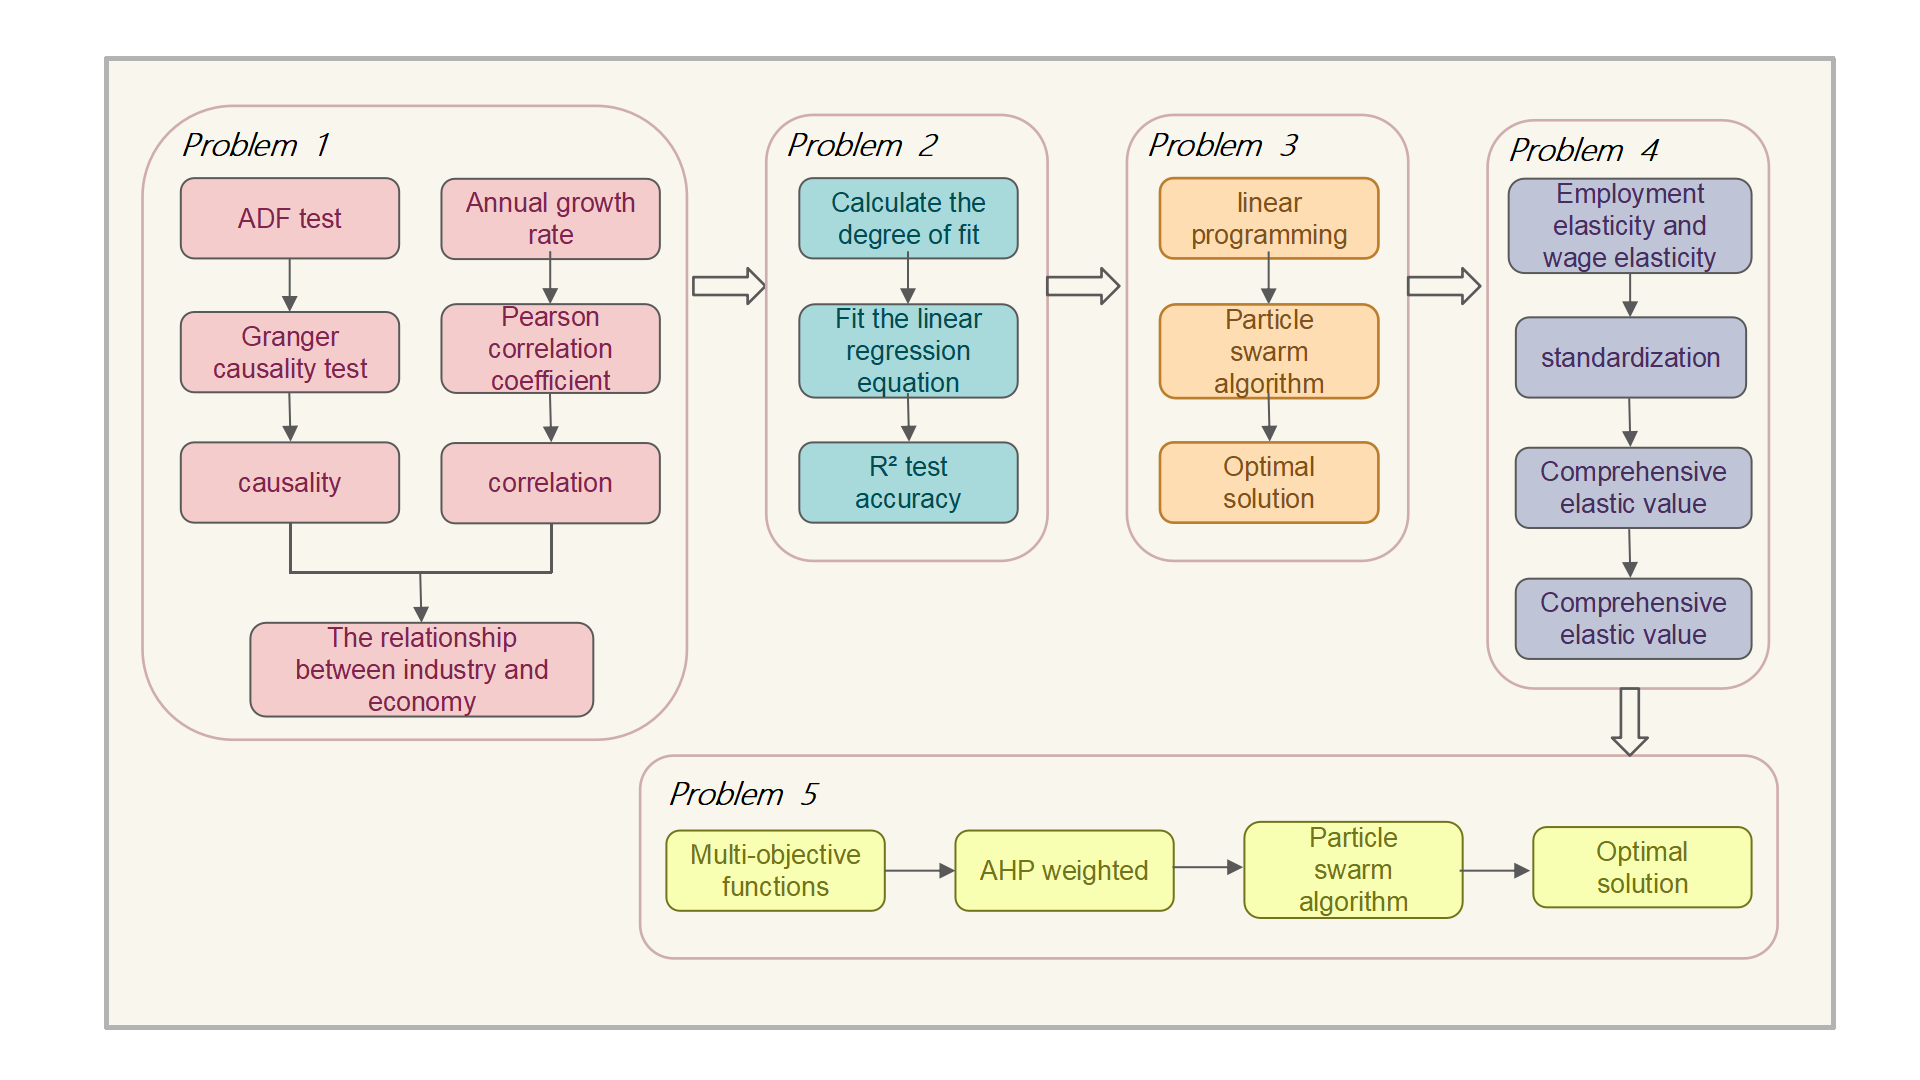 Problem 1
ADF test
Granger
causality test
causality
Annual growth
rate
Pearson
correlation
coefficient
correlation
The relationship
between industry and
economy
Problem 2
Calculate the
degree of fit
Fit the linear
regression
equation
R² test
accuracy
Problem 3
linear
programming
Particle
swarm
algorithm
Optimal
solution
Problem 4
Employment
elasticity and
wage elasticity
standardization
Comprehensive
elastic value
Comprehensive
elastic value
Problem 5
Multi-objective
functions
AHP weighted
Particle
swarm
algorithm
Optimal
solution